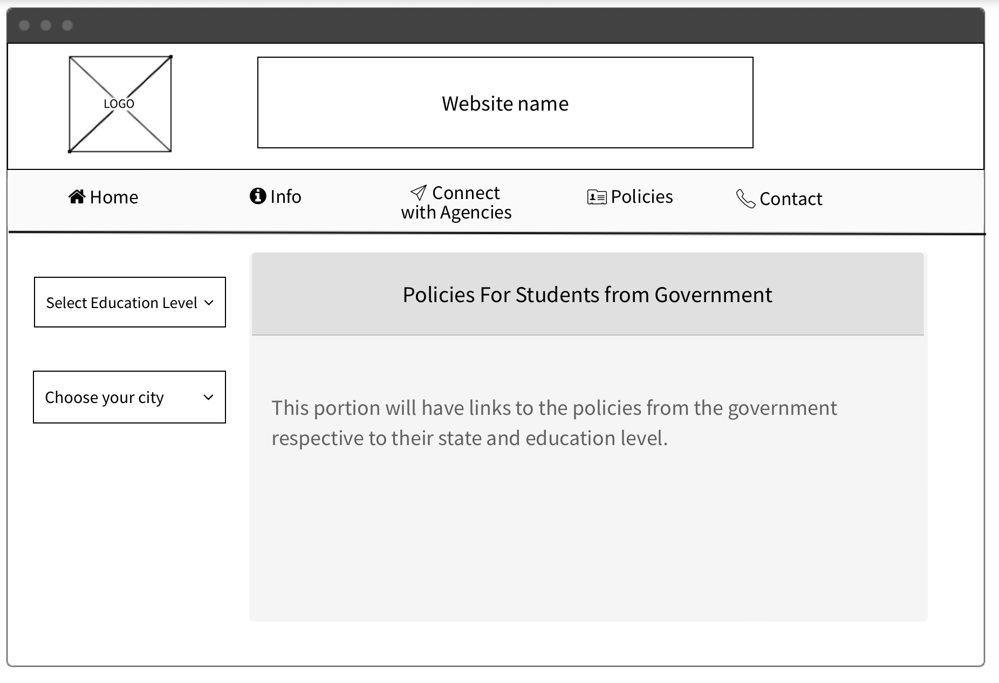 LOGO
Website name
Home
Info
Connect
with Agencies
Policies
Contact
Select Education Level
Choose your city
Policies For Students from Government
This portion will have links to the policies from the government
respective to their state and education level.